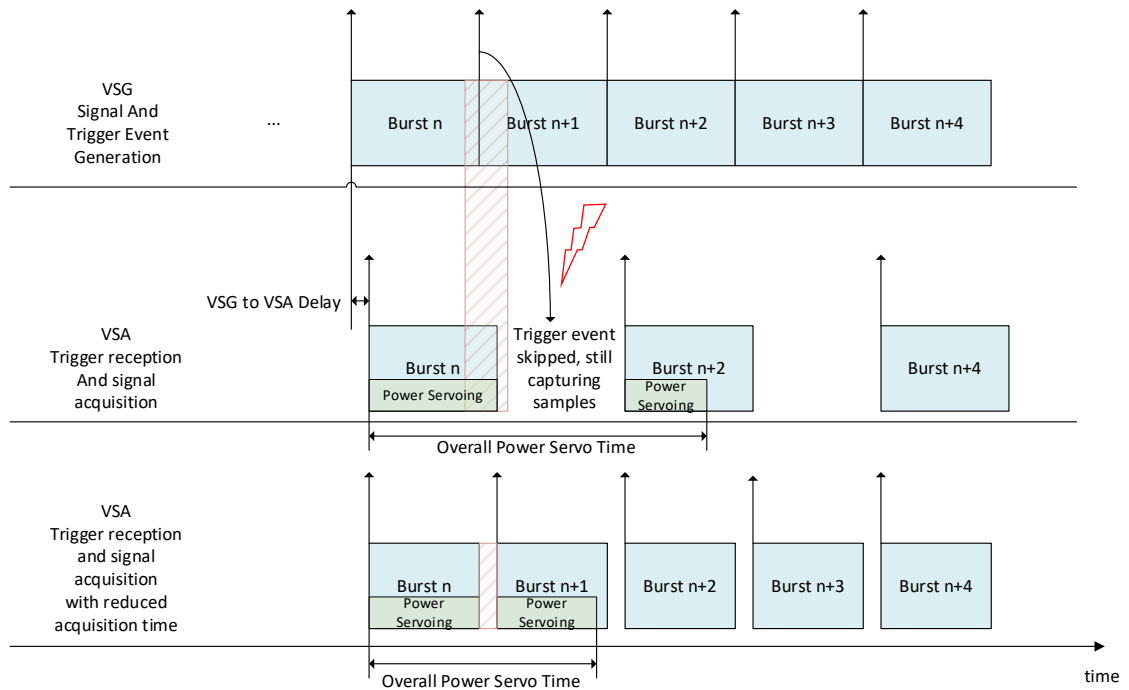 VSG
Signal And
Trigger Event
Generation
...
Burst n
Burst n+1
Burst n+2
Burst n+3
Burst n+4
VSG to VSA Delay
VSA
Trigger reception
And signal
acquisition
Burst n
Power Servoing
Trigger event
skipped, still
capturing
samples
Burst n+2
Power
Servoing
Burst n+4
Overall Power Servo Time
VSA
Trigger reception
and signal
acquisition
with reduced
acquisition time
Burst n
Power
Servoing
Burst n+1
Power
Servoing
Burst n+2
Burst n+3
Burst n+4
Overall Power Servo Time
time